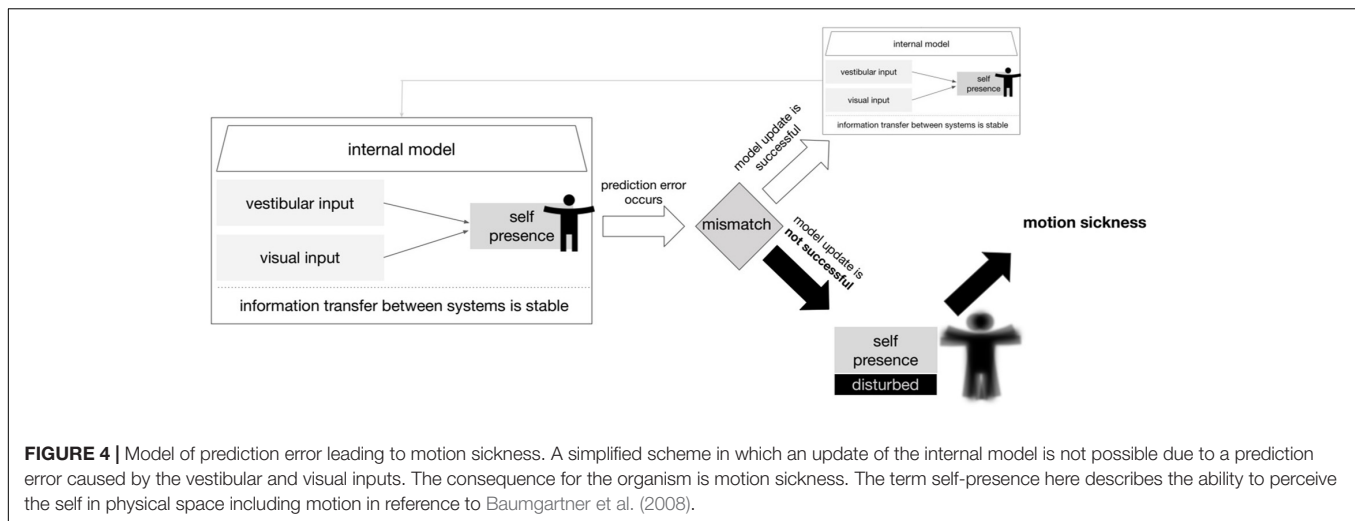 internal model
vestibular input
visual input
self
presence
information transfer between systems is stable
internal model
vestibular input
visual input
self
presence
information transfer between systems is stable
prediction error
occurs
mismatch
model update is
successful
model update is
not successful
motion sickness
self
presence
disturbed
FIGURE 4 | Model of prediction error leading to motion sickness. A simplified scheme in which an update of the internal model is not possible due to a prediction
error caused by the vestibular and visual inputs. The consequence for the organism is motion sickness. The term self-presence here describes the ability to perceive
the self in physical space including motion in reference to Baumgartner et al. (2008).